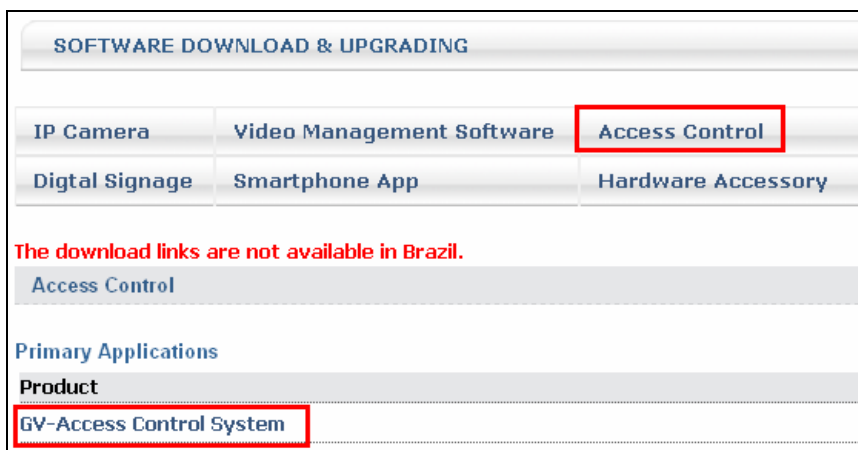 SOFTWARE DOWNLOAD & UPGRADING
IP Camera Video Management Software Access Control
Digtal Signage Smartphone App Hardware Accessory
The download links are not available in Brazil.
Access Control
Primary Applications
Product
GV-Access Control System